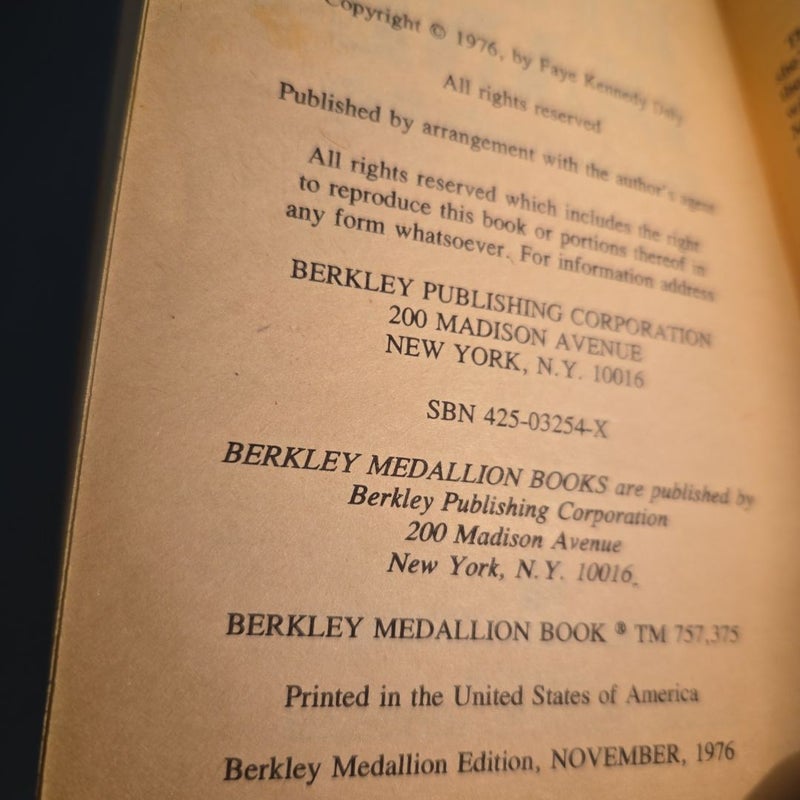 Copyright © 1976, by Faye Kennedy Daly
All rights reserved
Published by arrangement with the author's agent
All rights reserved which includes the right
to reproduce this book or portions thereof in
any form whatsoever. For information address
BERKLEY PUBLISHING CORPORATION
200 MADISON AVENUE
NEW YORK, N.Y. 10016
SBN 425-03254-X
BERKLEY MEDALLION BOOKS are published by
Berkley Publishing Corporation
200 Madison Avenue
New York, N.Y. 10016
BERKLEY MEDALLION BOOK ® TM 757,375
Printed in the United States of America
Berkley Medallion Edition, NOVEMBER, 1976